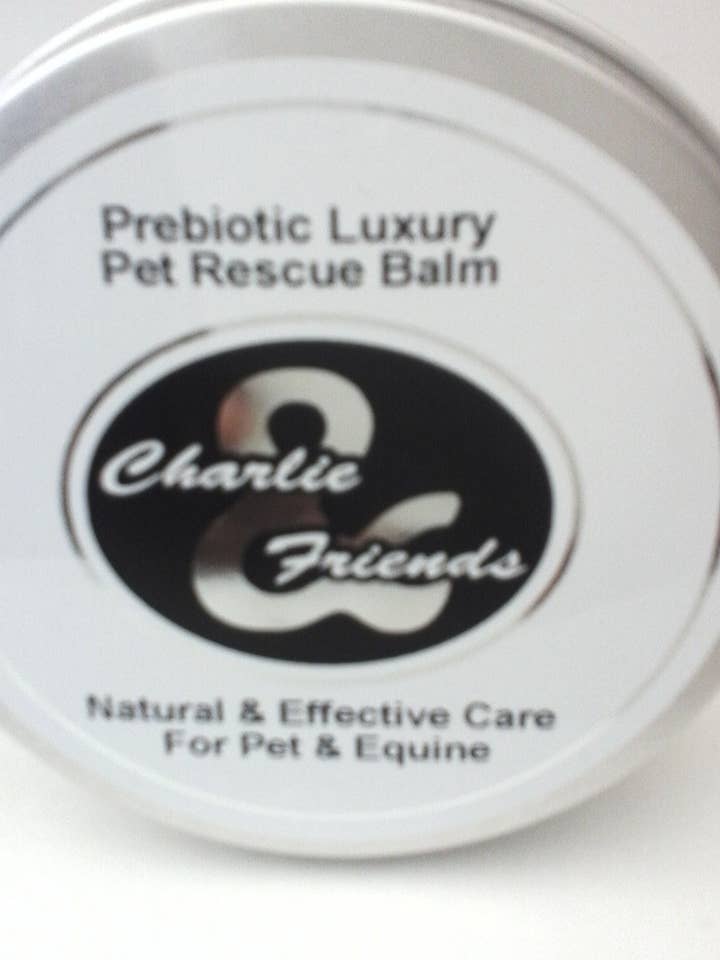 Prebiotic Luxury
Pet Rescue Balm
Charlie
&
Friends
Natural & Effective Care
For Pet & Equine